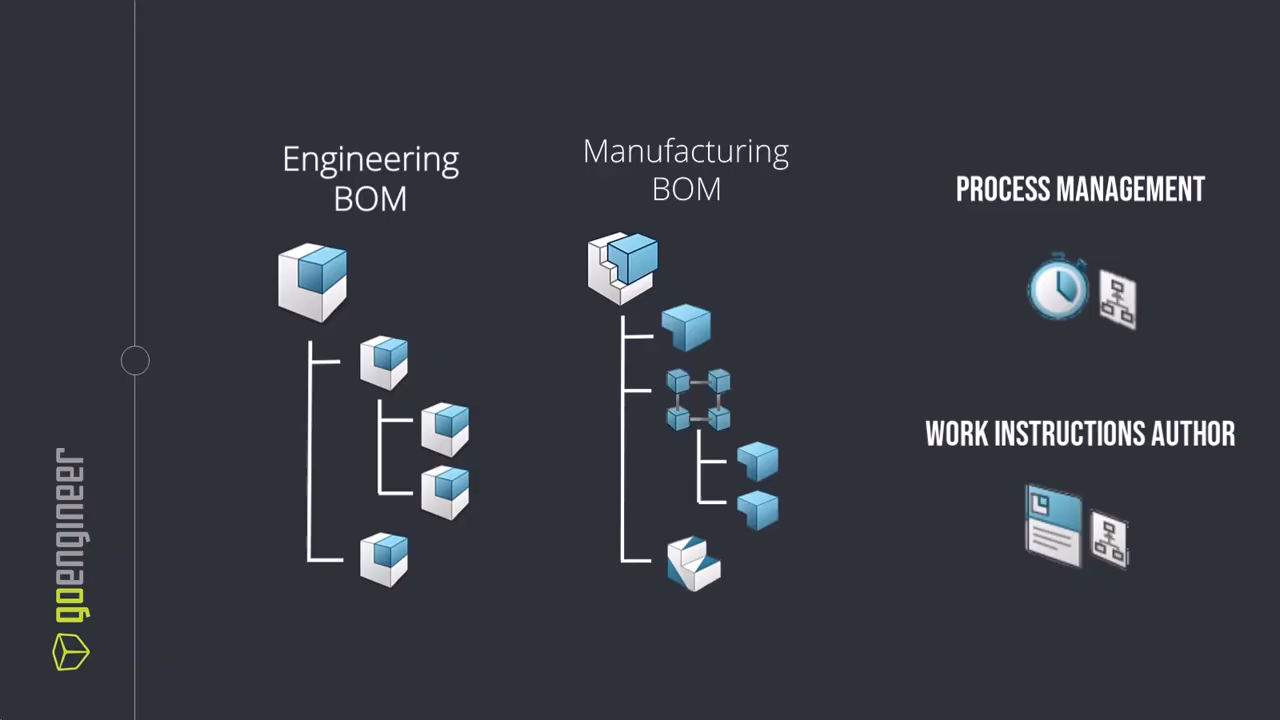 Engineering
BOM
Manufacturing
BOM
PROCESS MANAGEMENT
WORK INSTRUCTIONS AUTHOR
goengineer